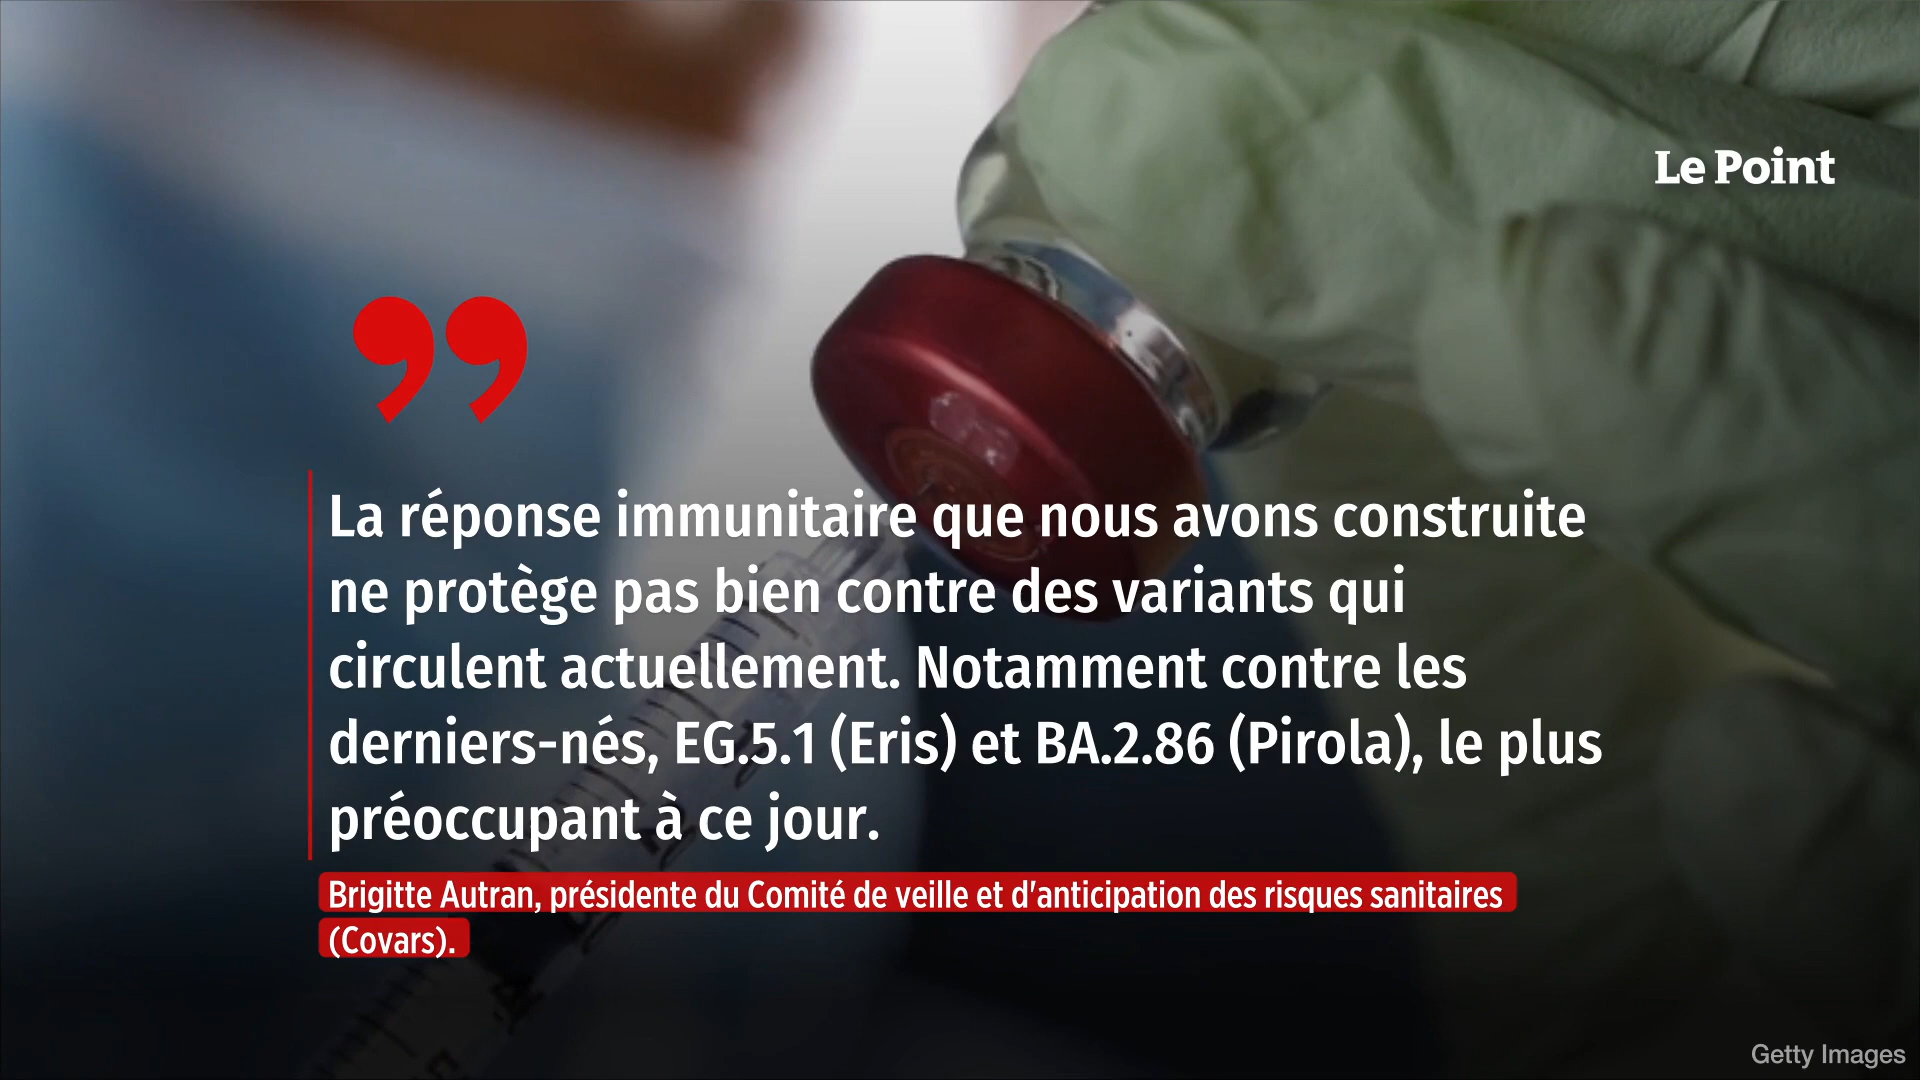 Le Point
”
La réponse immunitaire que nous avons construite
ne protège pas bien contre des variants qui
circulent actuellement. Notamment contre les
derniers-nés, EG.5.1 (Eris) et BA.2.86 (Pirola), le plus
préoccupant à ce jour.
Brigitte Autran, présidente du Comité de veille et d'anticipation des risques sanitaires
(Covars).
Getty Images